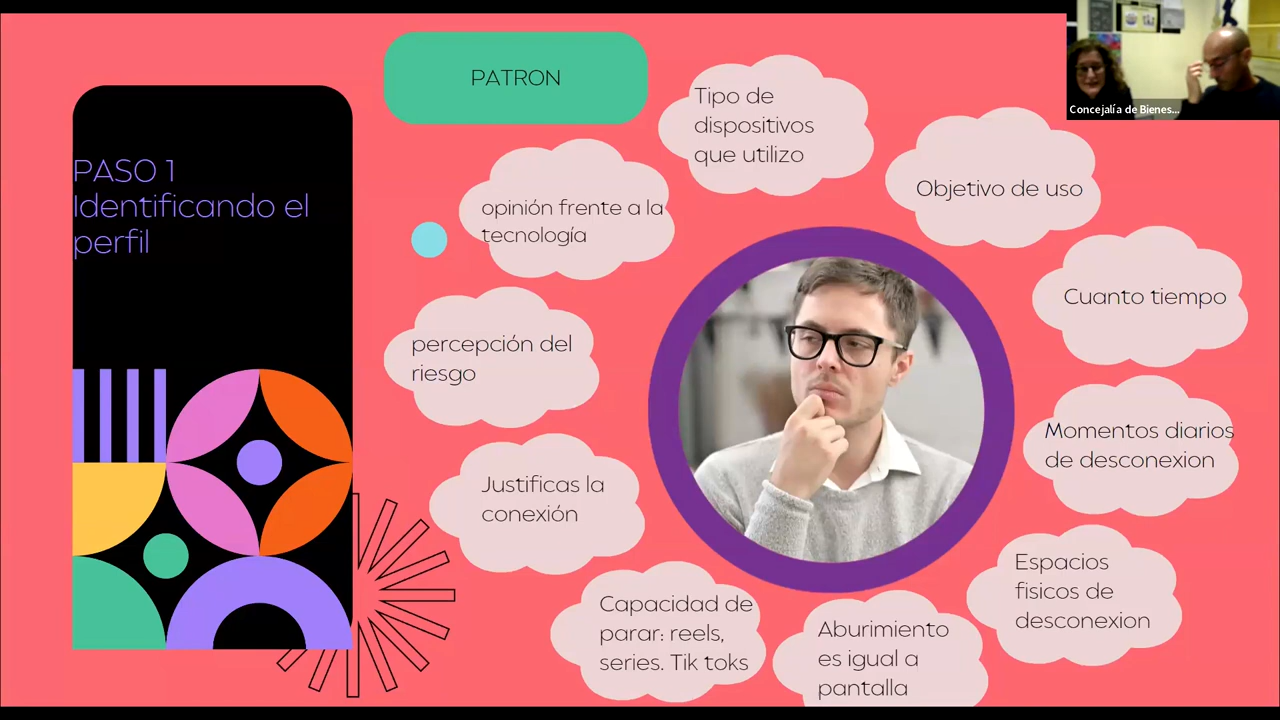 PASO 1
Identificando el
perfil
PATRON
Tipo de
dispositivos
que utilizo
Objetivo de uso
Cuanto tiempo
Momentos diarios
de desconexion
Espacios
fisicos de
desconexion
Aburimiento
es igual a
pantalla
Capacidad de
parar: reels,
series. Tik toks
Justificas la
conexión
percepción del
riesgo
opinión frente a la
tecnología
Concejalía de Bienes...